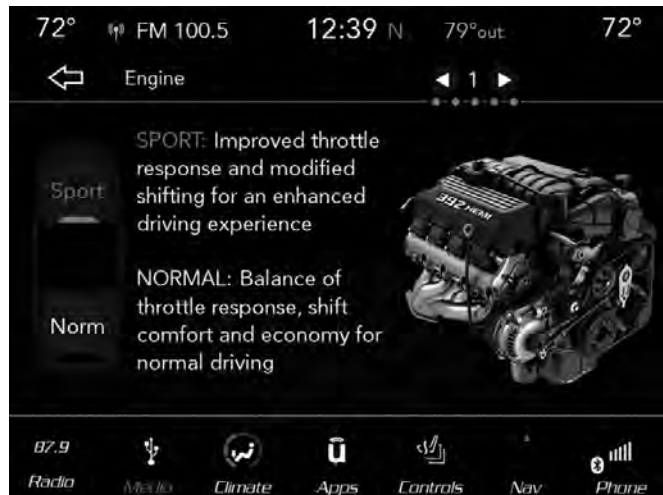 72° FM 100.5 12:39 N 79°out 72°
Engine 1
SPORT: Improved throttle
response and modified
shifting for an enhanced
driving experience
Sport
NORMAL: Balance of
throttle response, shift
comfort and economy for
normal driving
Norm
392 HEMI
87.9
Radio Media Climate Apps Controls Nav Phone